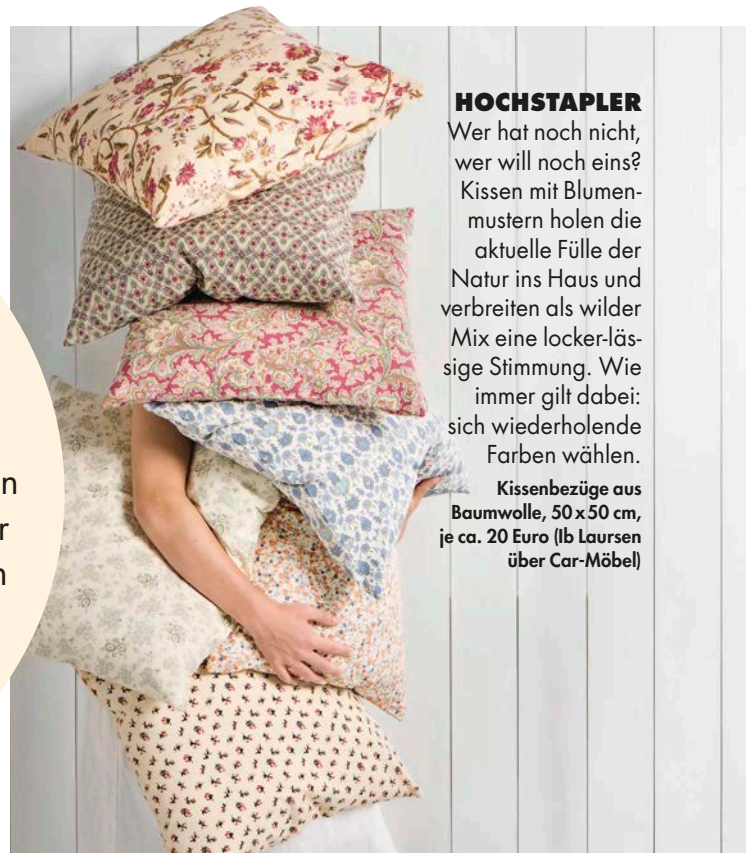 HOCHSTAPLER
Wer hat noch nicht,
wer will noch eins?
Kissen mit Blumen-
mustern holen die
aktuelle Fülle der
Natur ins Haus und
verbreiten als wilder
Mix eine locker-läs-
sige Stimmung. Wie
immer gilt dabei:
sich wiederholende
Farben wählen.
Kissenbezüge aus
Baumwolle, 50 x 50 cm,
je ca. 20 Euro (Ib Laursen
über Car-Möbel)
n
r
n